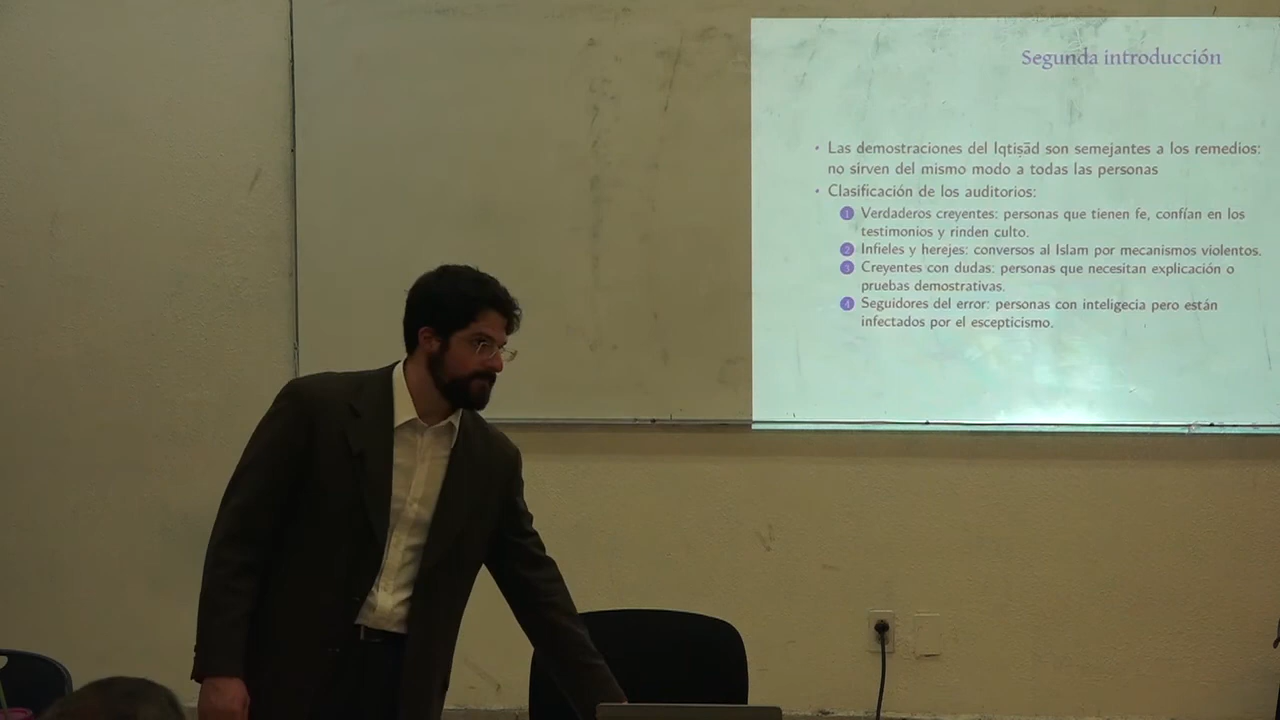 Segunda introducción
• Las demostraciones del Iqtiṣād son semejantes a los remedios:
no sirven del mismo modo a todas las personas
• Clasificación de los auditorios:
1 Verdaderos creyentes: personas que tienen fe, confían en los
testimonios y rinden culto.
2 Infieles y herejes: conversos al Islam por mecanismos violentos.
3 Creyentes con dudas: personas que necesitan explicación o
pruebas demostrativas.
4 Seguidores del error: personas con inteligecia pero están
infectados por el escepticismo.